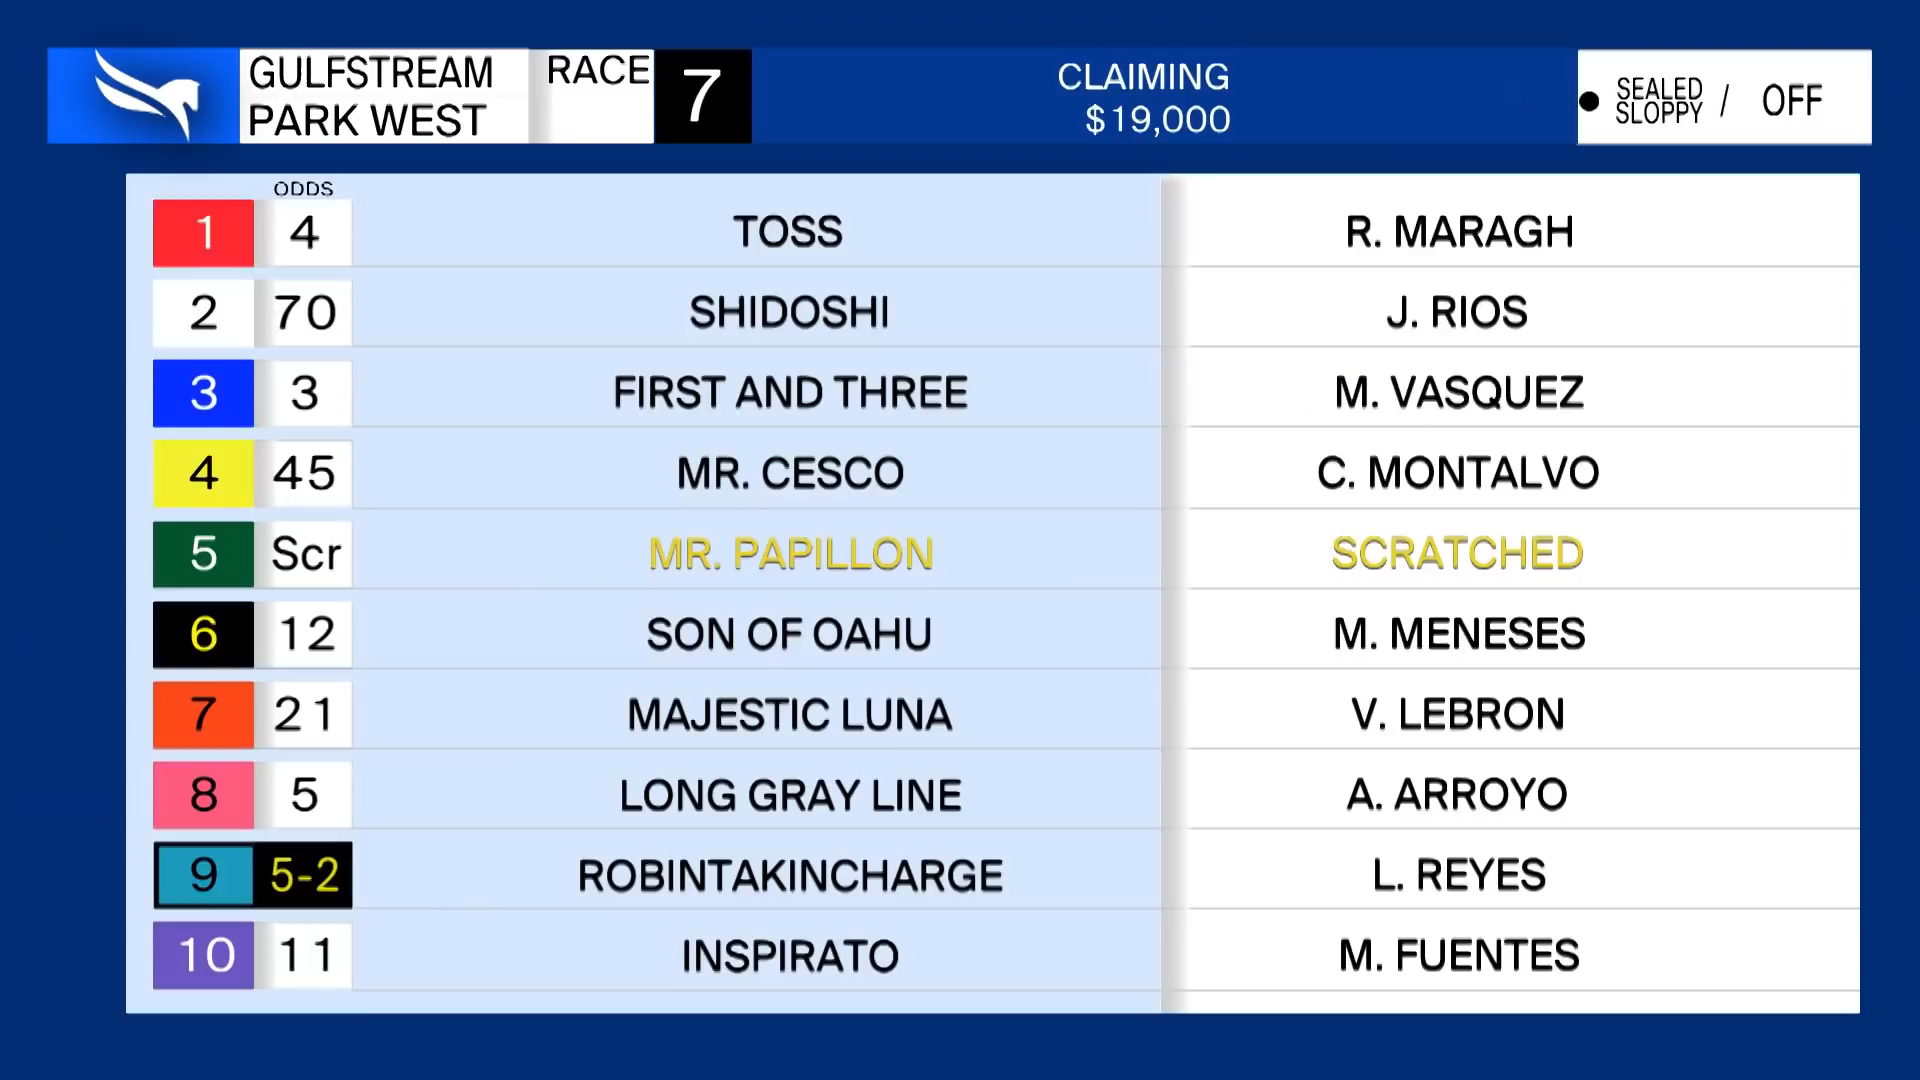 GULFSTREAM
PARK WEST
RACE 7
CLAIMING
$19,000
SEALED
SLOPPY / OFF
ODDS
1 4 TOSS R. MARAGH
2 70 SHIDOSHI J. RIOS
3 3 FIRST AND THREE M. VASQUEZ
4 45 MR. CESCO C. MONTALVO
5 Scr MR. PAPILLON SCRATCHED
6 12 SON OF OAHU M. MENESES
7 21 MAJESTIC LUNA V. LEBRON
8 5 LONG GRAY LINE A. ARROYO
9 5-2 ROBINTAKINCHARGE L. REYES
10 11 INSPIRATO M. FUENTES